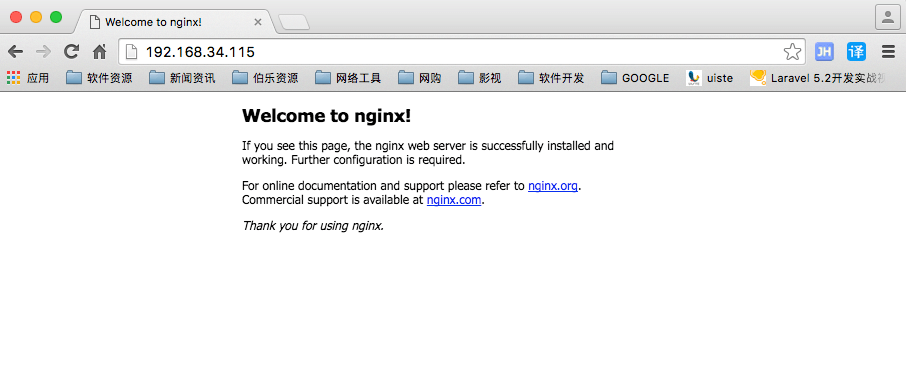 Welcome to nginx!
192.168.34.115
JH 译
应用 软件资源 新闻资讯 伯乐资源 网络工具 网购 影视 软件开发 GOOGLE uiste Laravel 5.2开发实战视
Welcome to nginx!
If you see this page, the nginx web server is successfully installed and
working. Further configuration is required.
For online documentation and support please refer to nginx.org.
Commercial support is available at nginx.com.
Thank you for using nginx.